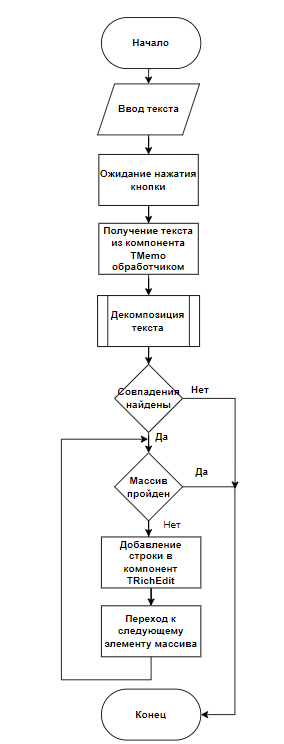 Начало
Ввод текста
Ожидание нажатия
кнопки
Получение текста
из компонента
TMemo
обработчиком
Декомпозиция
текста
Совпадения
найдены
Нет
Да
Массив
пройден
Да
Нет
Добавление
строки в
компонент
TRichEdit
Переход к
следующему
элементу массива
Конец